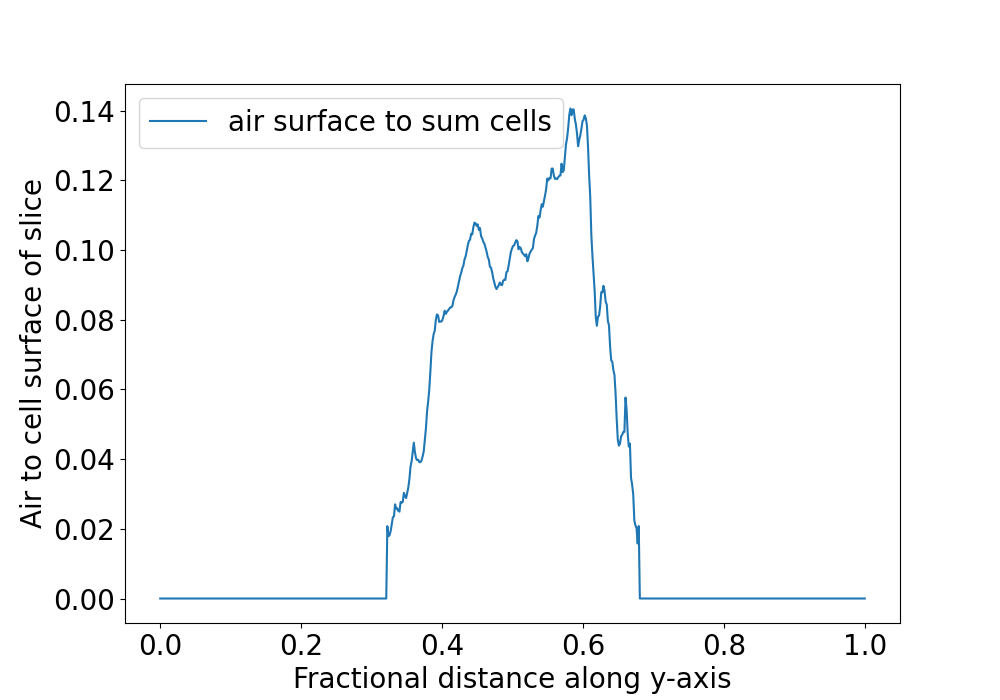 air surface to sum cells
Air to cell surface of slice
0.14
0.12
0.10
0.08
0.06
0.04
0.02
0.00
0.0 0.2 0.4 0.6 0.8 1.0
Fractional distance along y-axis